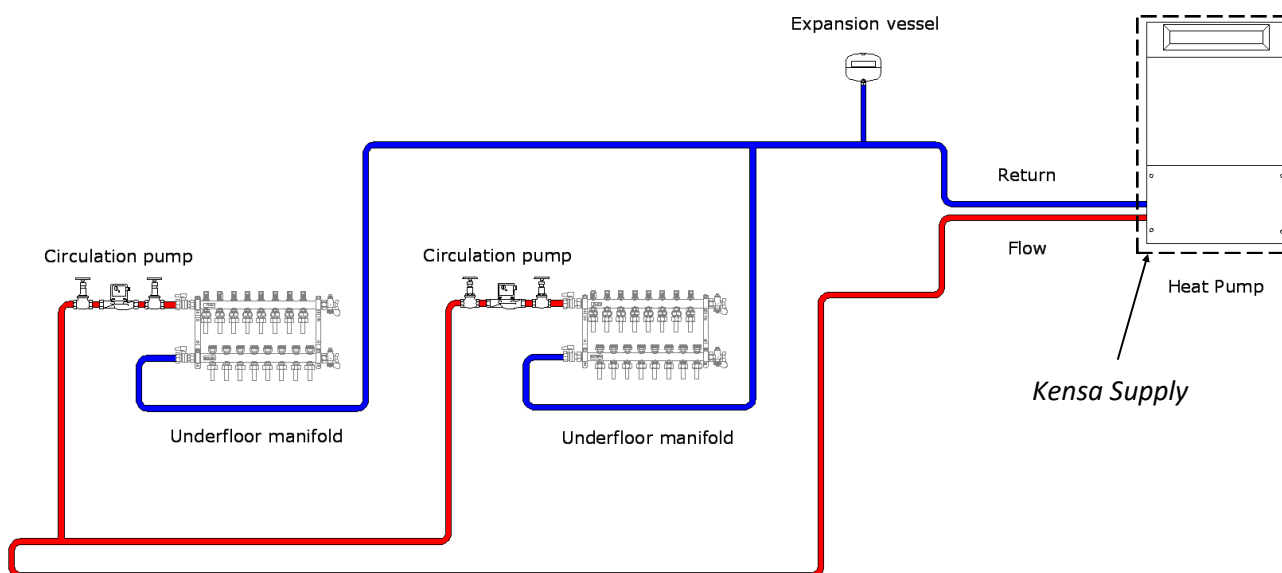 Expansion vessel
Return
Flow
Circulation pump
Circulation pump
Heat Pump
Kensa Supply
Underfloor manifold
Underfloor manifold